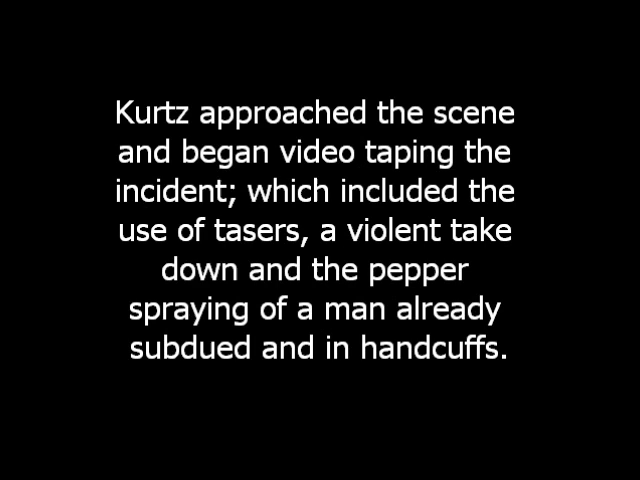 Kurtz approached the scene
and began video taping the
incident; which included the
use of tasers, a violent take
down and the pepper
spraying of a man already
subdued and in handcuffs.